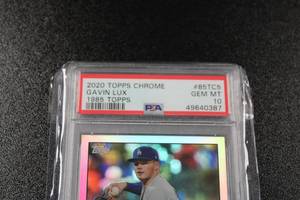 2020 TOPPS CHROME #85TC5
GAVIN LUX GEM MT
1985 TOPPS PSA 10
49640387